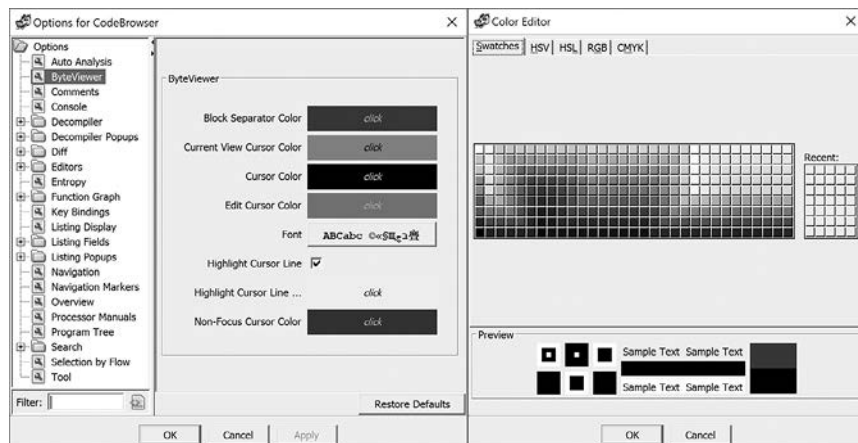 Options for CodeBrowser
Options
Auto Analysis
ByteViewer
Comments
Console
Decompiler
Decompiler Popups
Diff
Editors
Entropy
Function Graph
Key Bindings
Listing Display
Listing Fields
Listing Popups
Navigation
Navigation Markers
Overview
Processor Manuals
Program Tree
Search
Selection by Flow
Tool
Filter:
ByteViewer
Block Separator Color click
Current View Cursor Color click
Cursor Color click
Edit Cursor Color click
Font ABCabc ©«§
Highlight Cursor Line
Highlight Cursor Line ... click
Non-Focus Cursor Color click
Restore Defaults
OK Cancel Apply
Color Editor
Swatches HSV HSL RGB CMYK
Recent:
Preview
Sample Text Sample Text
Sample Text Sample Text
OK Cancel